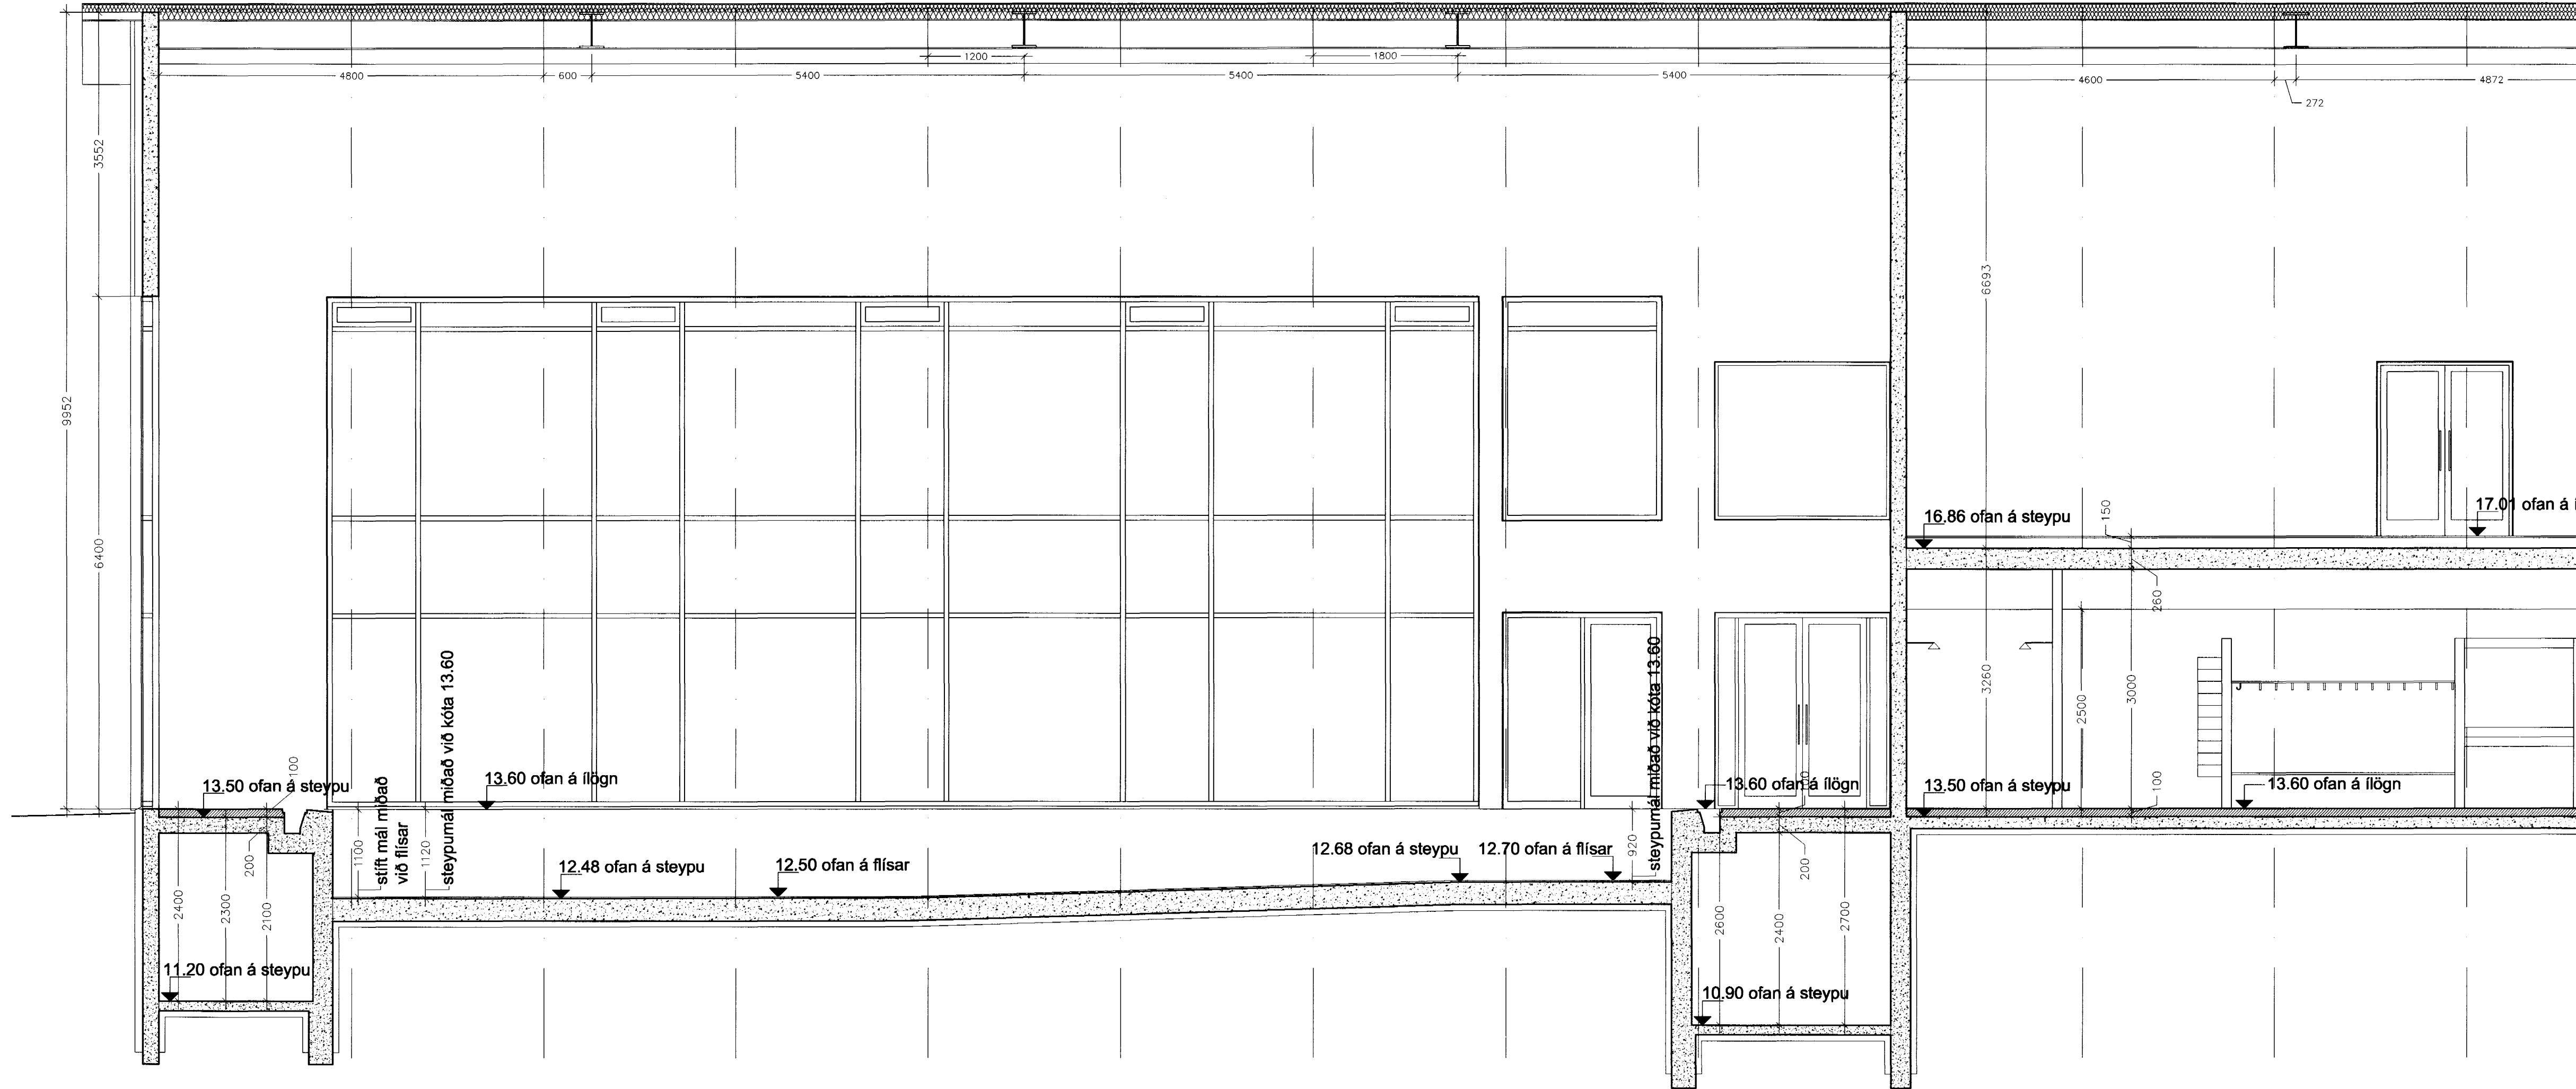 1200
1800
4800
600
5400
5400
5400
4600
4872
272
3552
6693
9952
6400
16.86 ofan á steypu
150
17.01 ofan á í
260
3260
2500
3000
J
100
13.50 ofan á steypu
100
stíft mál miðað
við flísar
steypumál miðað við kóta 13.60
13.60 ofan á ílögn
steypumál miðað við kóta 13.60
13.60 ofan á ílögn
13.50 ofan á steypu
13.60 ofan á ílögn
1100
1120
920
200
200
12.48 ofan á steypu
12.50 ofan á flísar
12.68 ofan á steypu
12.70 ofan á flísar
2400
2300
2100
2600
2400
2700
11.20 ofan á steypu
10.90 ofan á steypu